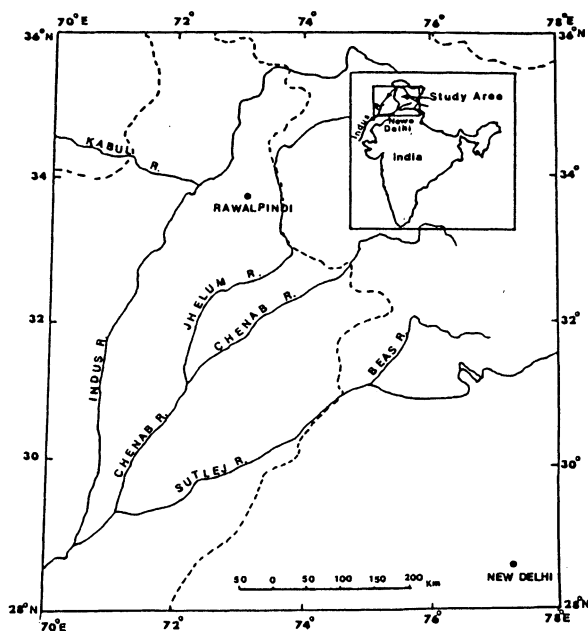 70°E 72° 74° 76° 78°E
36°N 36°N
Study Area
Indus
Newo
Delhi
India
KABUL R.
34 34°
RAWALPINDI
JHELUM R.
CHENAB R.
32 32°
BEAS R.
INDUS R.
CHENAB R.
SUTLEJ R.
30 30°
50 0 50 100 150 200 Km
NEW DELHI
28°N 28°N
70°E 72 74° 76° 78E